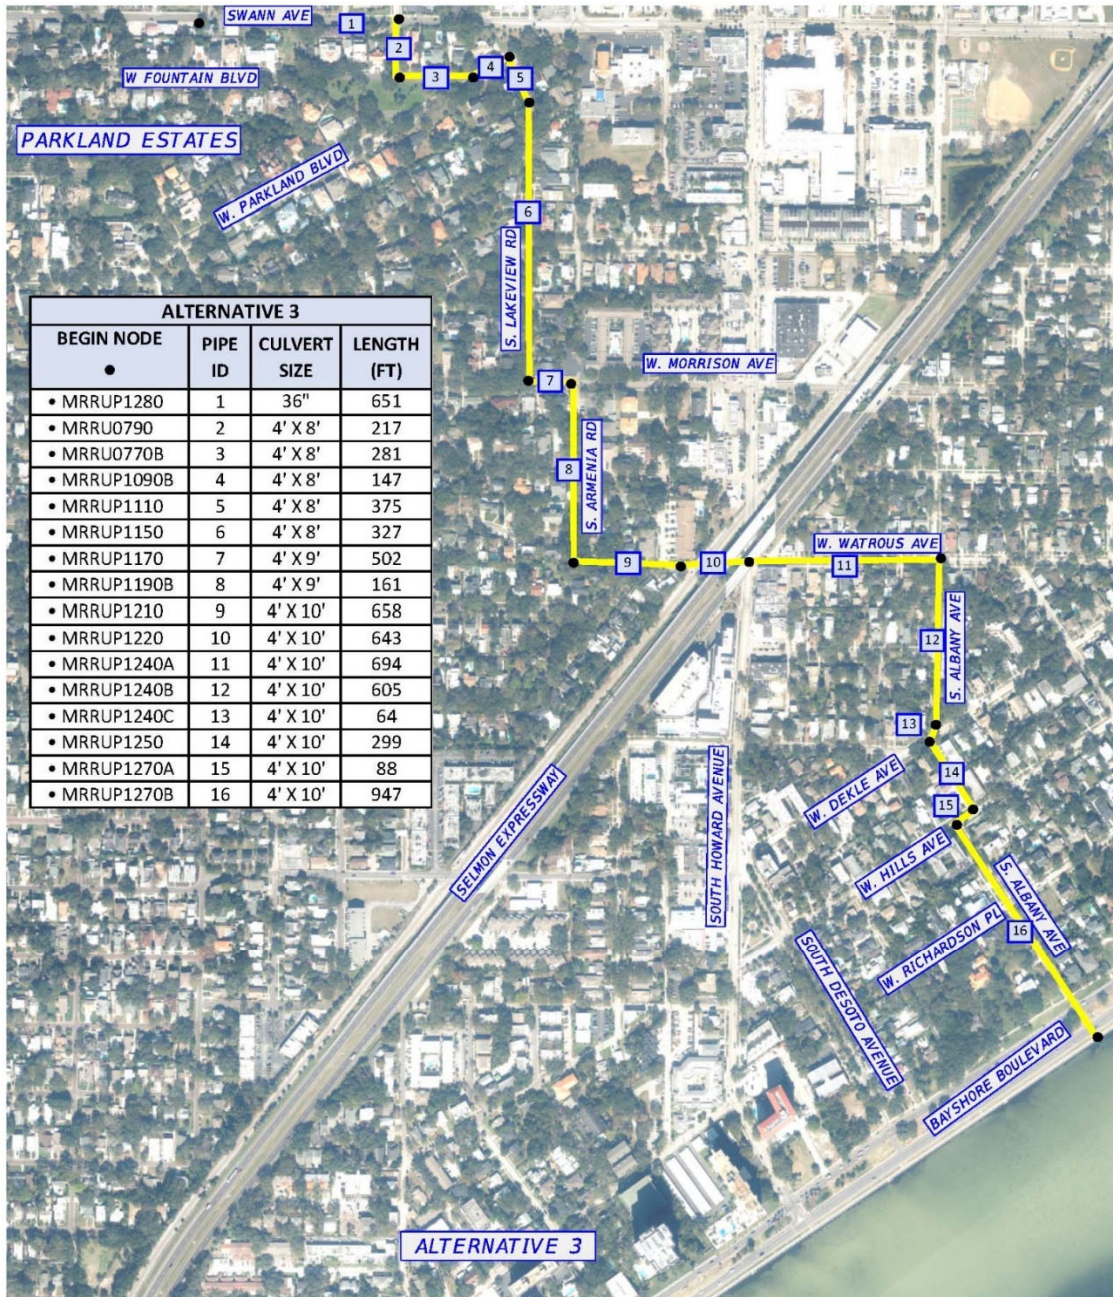 SWANN AVE
1
2
W FOUNTAIN BLVD
3
4
5
PARKLAND ESTATES
W. PARKLAND BLVD
6
S. LAKEVIEW RD
ALTERNATIVE 3
BEGIN NODE PIPE CULVERT LENGTH
● ID SIZE (FT)
• MRRUP1280 1 36" 651
• MRRU0790 2 4' X 8' 217
• MRRU0770B 3 4' X 8' 281
• MRRUP1090B 4 4' X 8' 147
• MRRUP1110 5 4' X 8' 375
• MRRUP1150 6 4' X 8' 327
• MRRUP1170 7 4' X 9' 502
• MRRUP1190B 8 4' X 9' 161
• MRRUP1210 9 4' X 10' 658
• MRRUP1220 10 4' X 10' 643
• MRRUP1240A 11 4' X 10' 694
• MRRUP1240B 12 4' X 10' 605
• MRRUP1240C 13 4' X 10' 64
• MRRUP1250 14 4' X 10' 299
• MRRUP1270A 15 4' X 10' 88
• MRRUP1270B 16 4' X 10' 947
W. MORRISON AVE
7
8
S. ARMENIA RD
9
10
W. WATROUS AVE
11
12
S. ALBANY AVE
13
14
W. DEKLE AVE
15
SELMON EXPRESSWAY
SOUTH HOWARD AVENUE
W. HILLS AVE
S. ALBANY AVE
16
W. RICHARDSON PL
SOUTH DESOTO AVENUE
BAYSHORE BOULEVARD
ALTERNATIVE 3